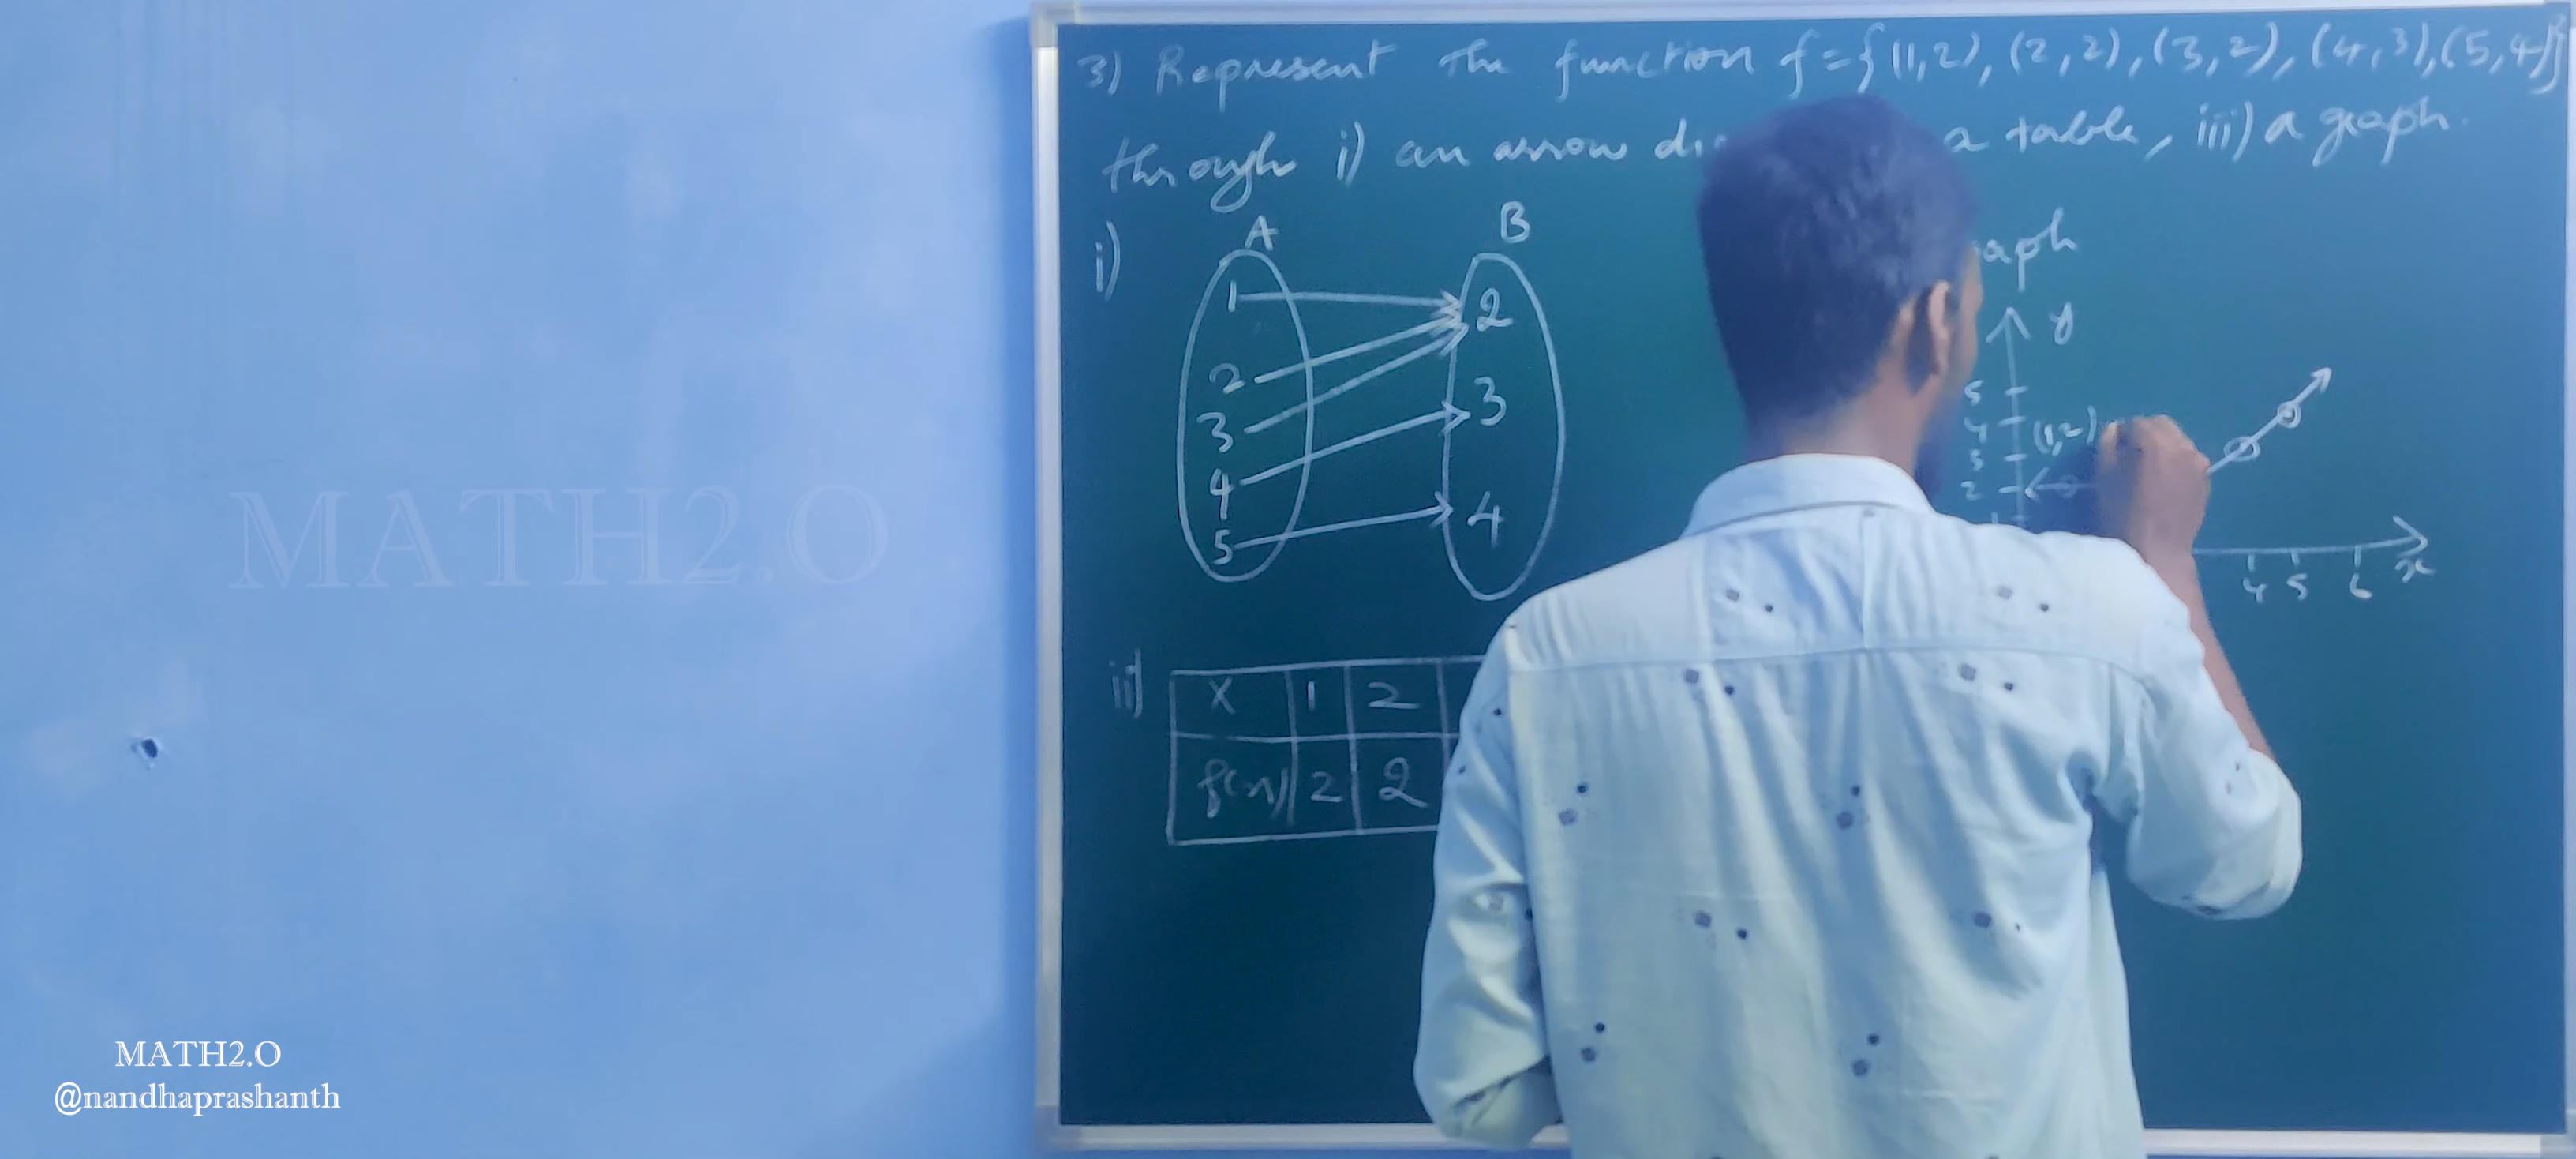 3) Represent the function f={(1,2), (2,2), (3,2), (4,3), (5,4)}
through i) an arrow a table, iii) a graph.
i) A B
1 2
2 3
3 4
4
5
ii) X 1 2
f(x) 2 2
y
5
4
3
2
(1,2)
4 5 6 x
MATH2.O
MATH2.O
@nandhaprashanth